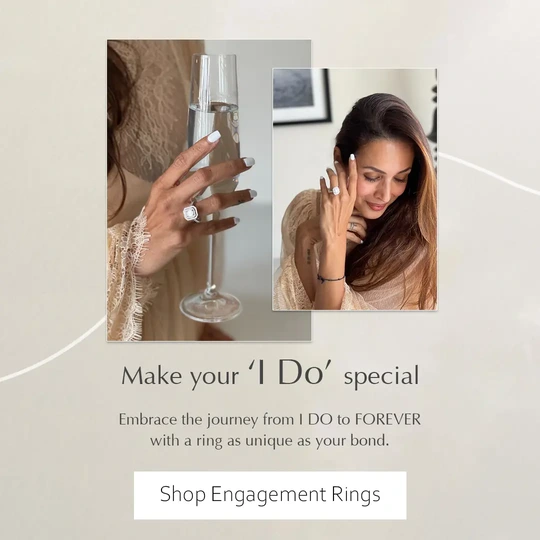 Make your ‘I Do’ special
Embrace the journey from I DO to FOREVER
with a ring as unique as your bond.
Shop Engagement Rings